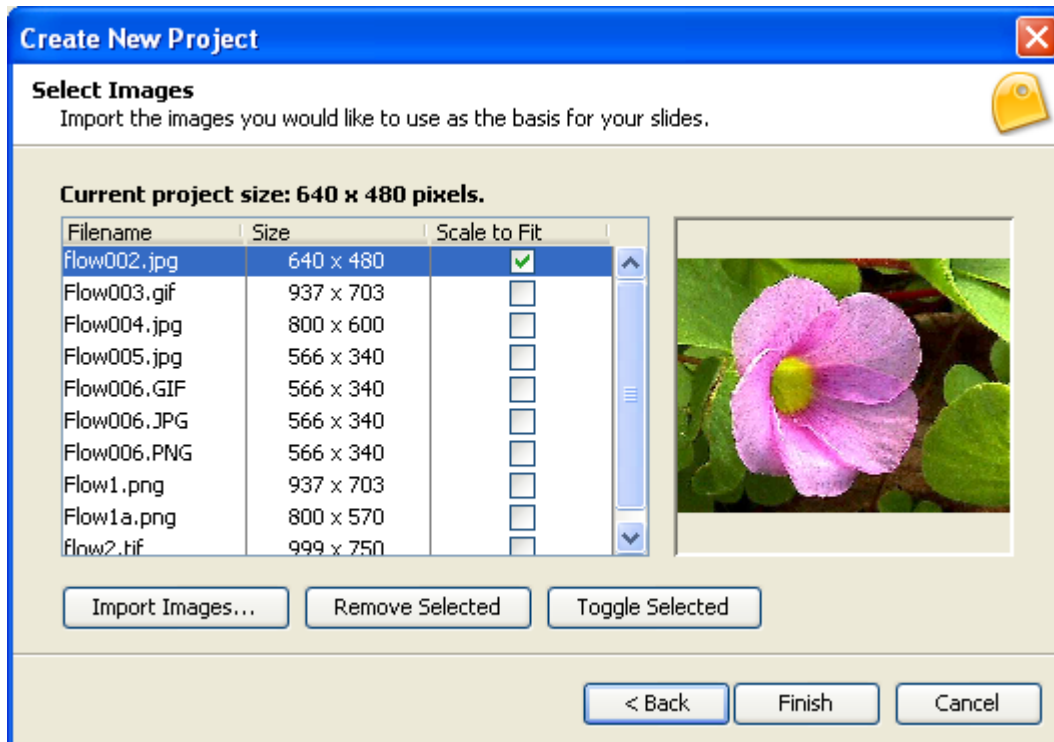 Create New Project
Select Images
Import the images you would like to use as the basis for your slides.
Current project size: 640 x 480 pixels.
Filename Size Scale to Fit
flow002.jpg 640 x 480
Flow003.gif 937 x 703
Flow004.jpg 800 x 600
Flow005.jpg 566 x 340
Flow006.GIF 566 x 340
Flow006.JPG 566 x 340
Flow006.PNG 566 x 340
Flow1.png 937 x 703
Flow1a.png 800 x 570
flow2.tif 999 x 750
Import Images... Remove Selected Toggle Selected
< Back Finish Cancel